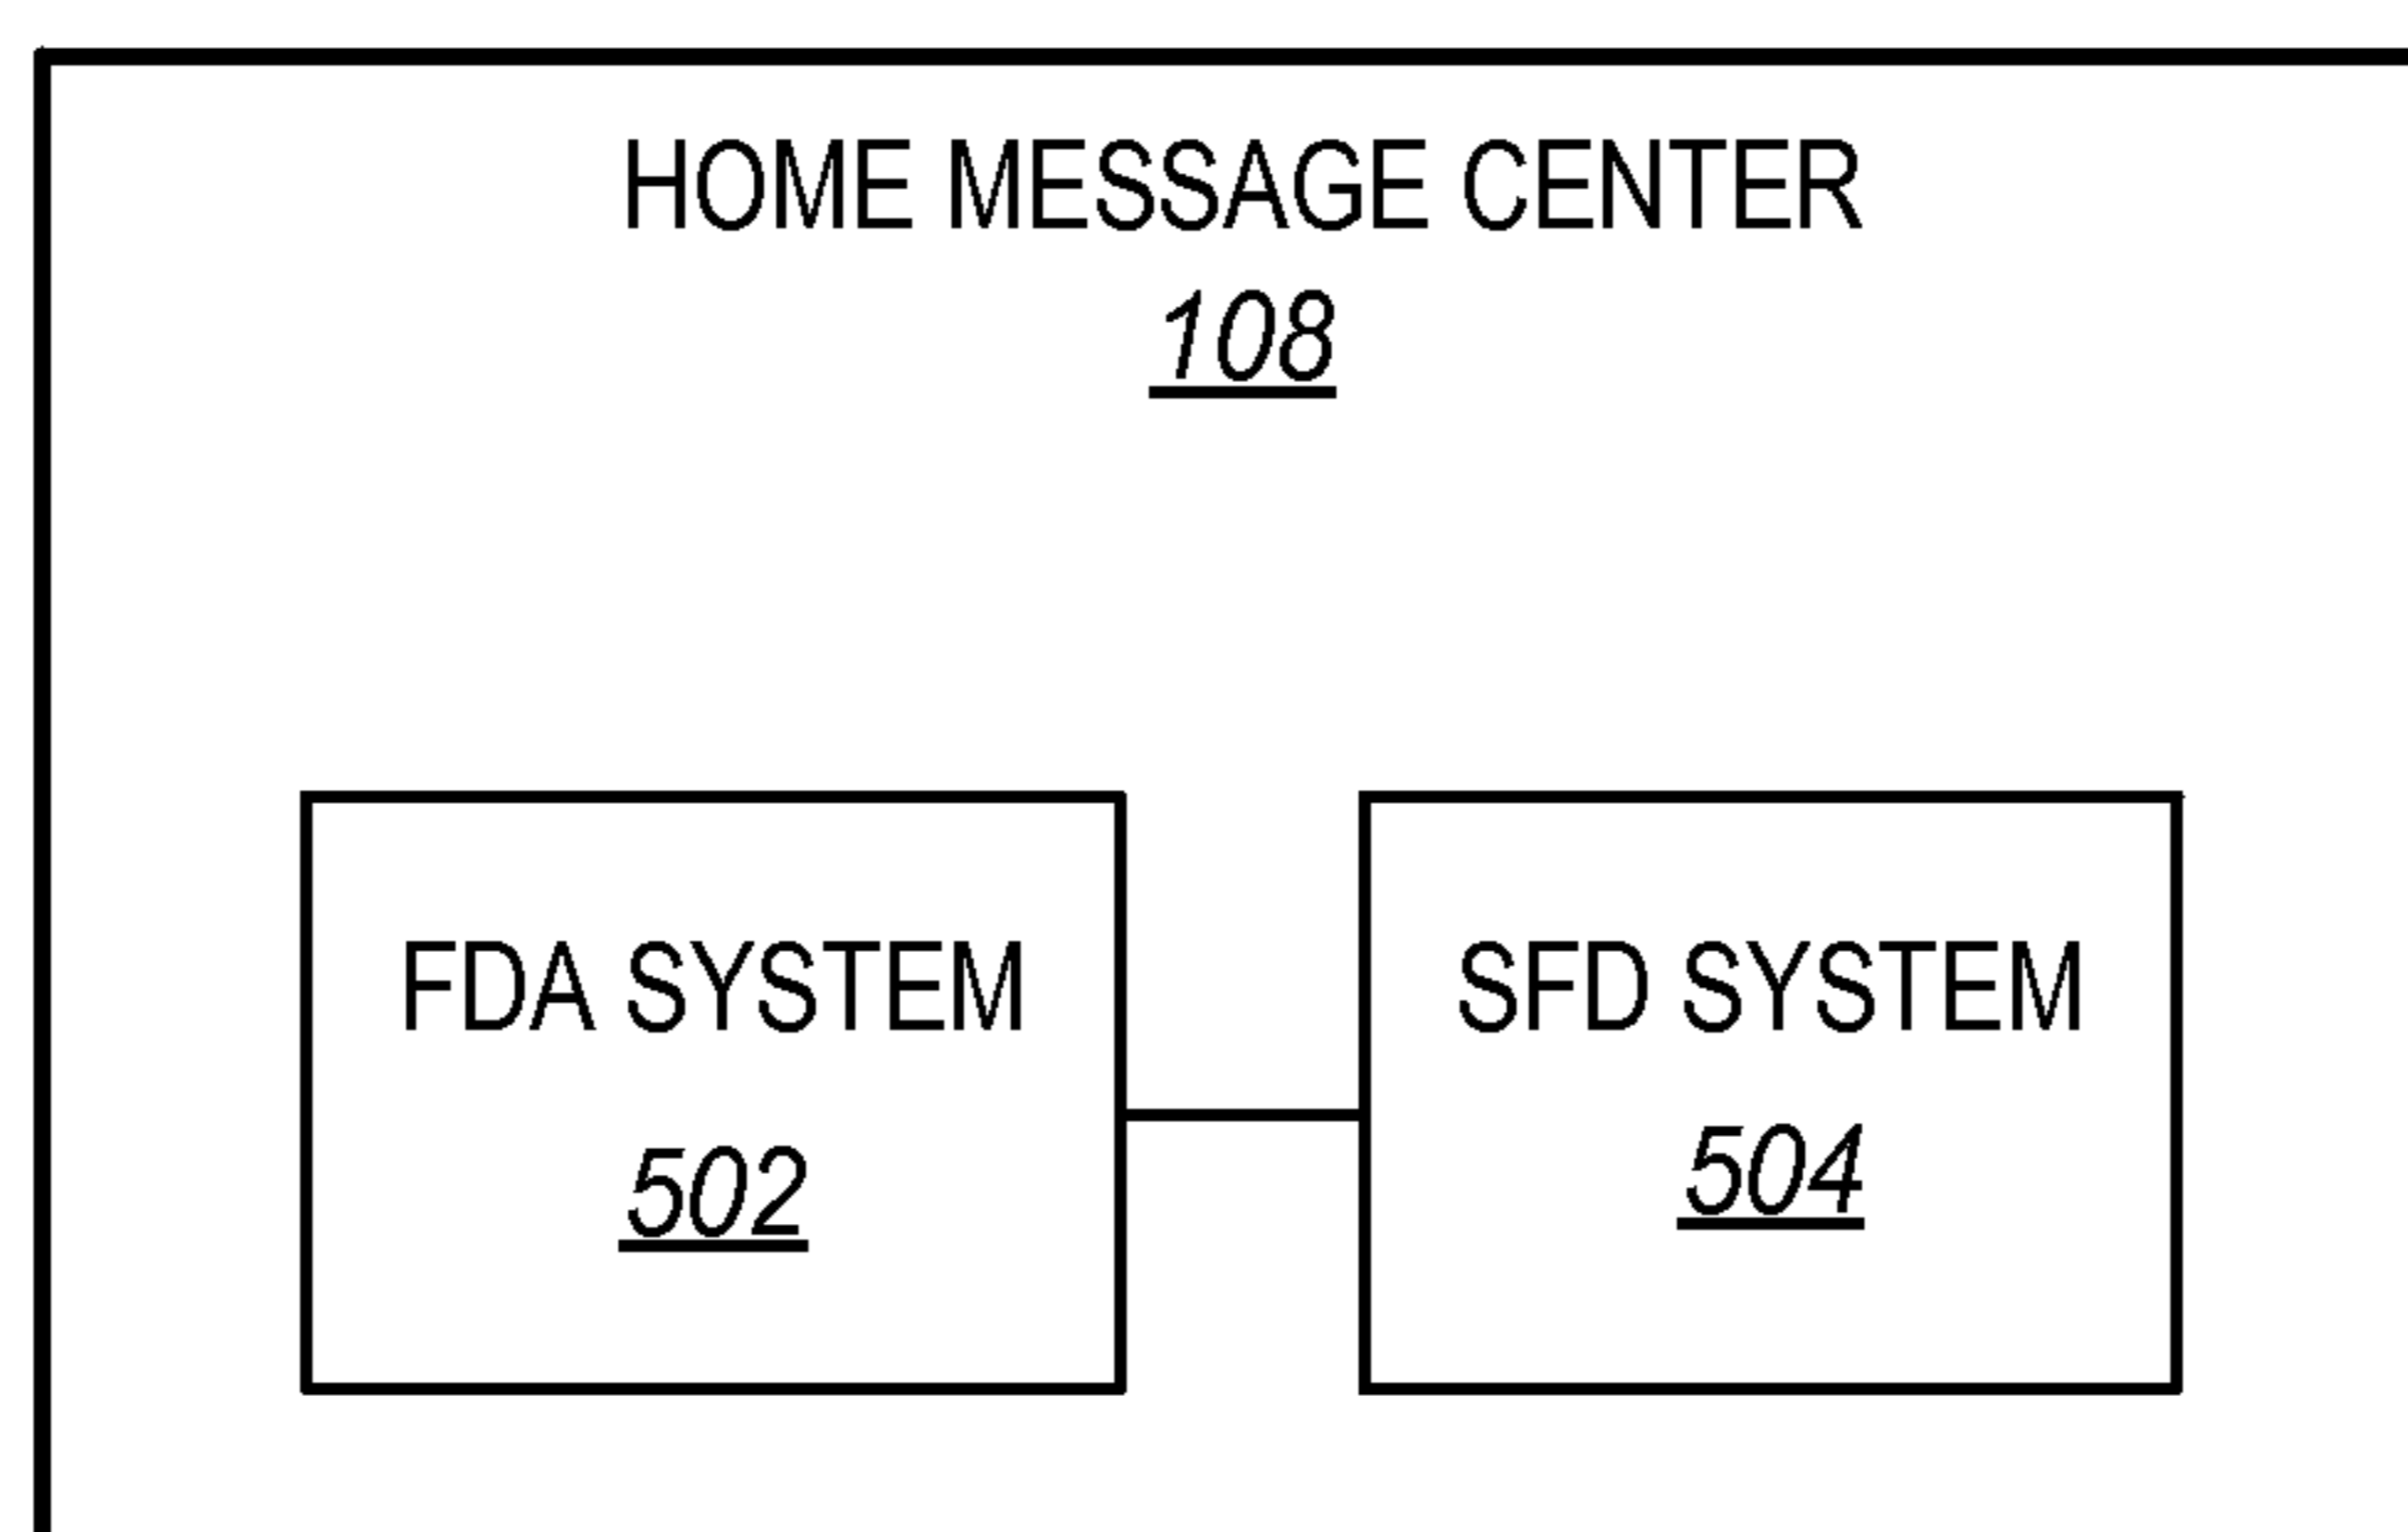 HOME MESSAGE CENTER
108
FDA SYSTEM
502
SFD SYSTEM
504